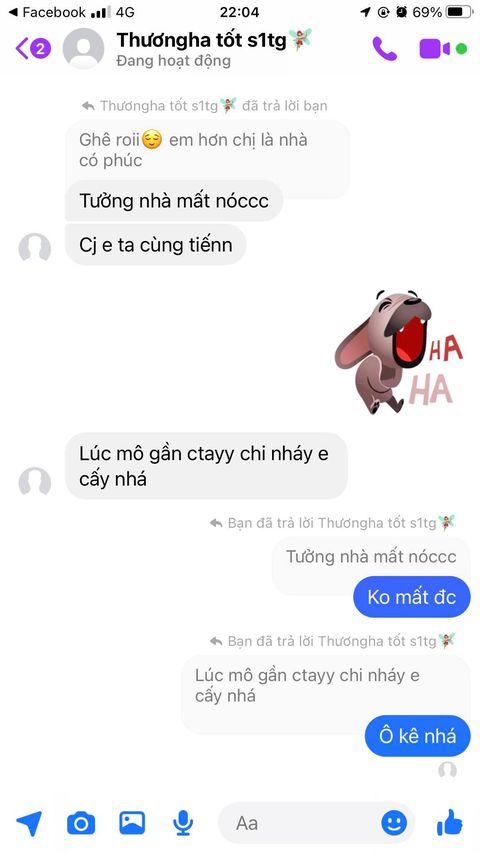 Facebook 4G
22:04
69%
2
Thươngha tốt s1tg🧚
Đang hoạt động
Thươngha tốt s1tg🧚 đã trả lời bạn
Ghê roii😌 em hơn chị là nhà
có phúc
Tưởng nhà mất nóccc
Cj e ta cùng tiếnn
HA
HA
Lúc mô gần ctayy chi nháy e
cấy nhá
Bạn đã trả lời Thươngha tốt s1tg🧚
Tưởng nhà mất nóccc
Ko mất đc
Bạn đã trả lời Thươngha tốt s1tg🧚
Lúc mô gần ctayy chi nháy e
cấy nhá
Ô kê nhá
Aa